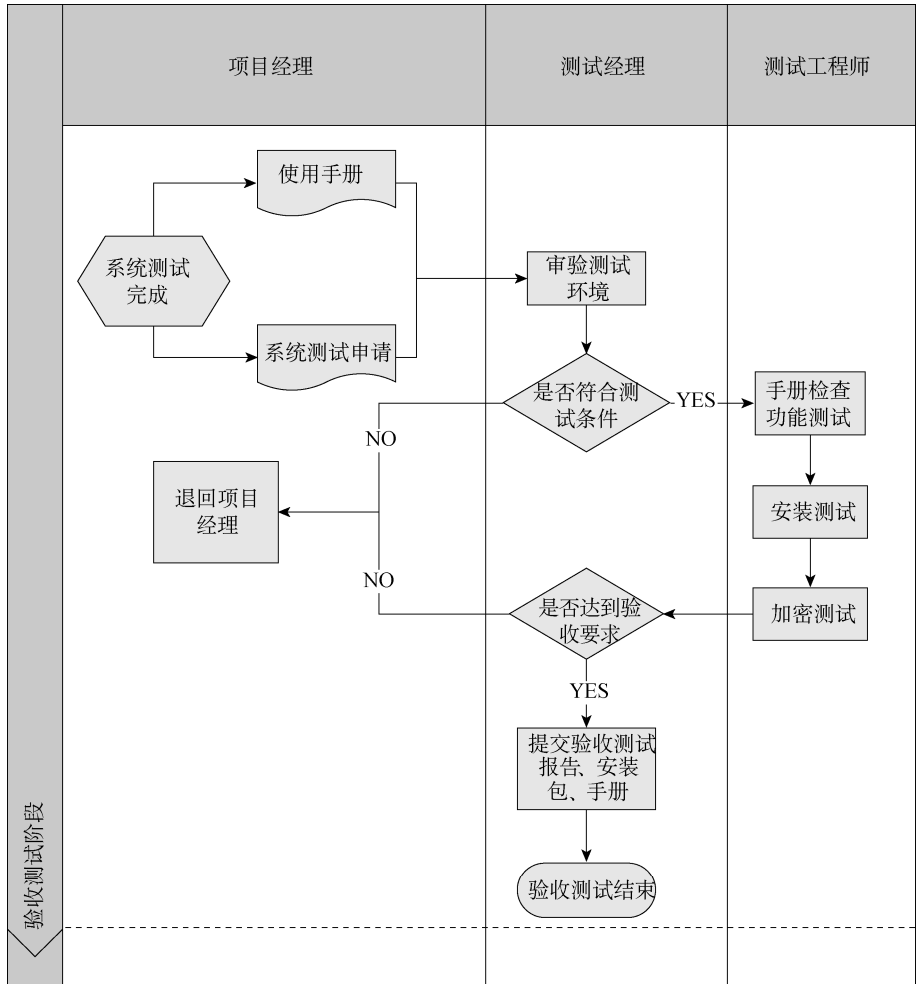 项目经理
测试经理
测试工程师
使用手册
系统测试
完成
系统测试申请
审验测试
环境
是否符合测
试条件
YES
手册检查
功能测试
NO
退回项目
经理
安装测试
NO
是否达到验
收要求
加密测试
YES
提交验收测试
报告、安装
包、手册
验收测试结束
验收测试阶段